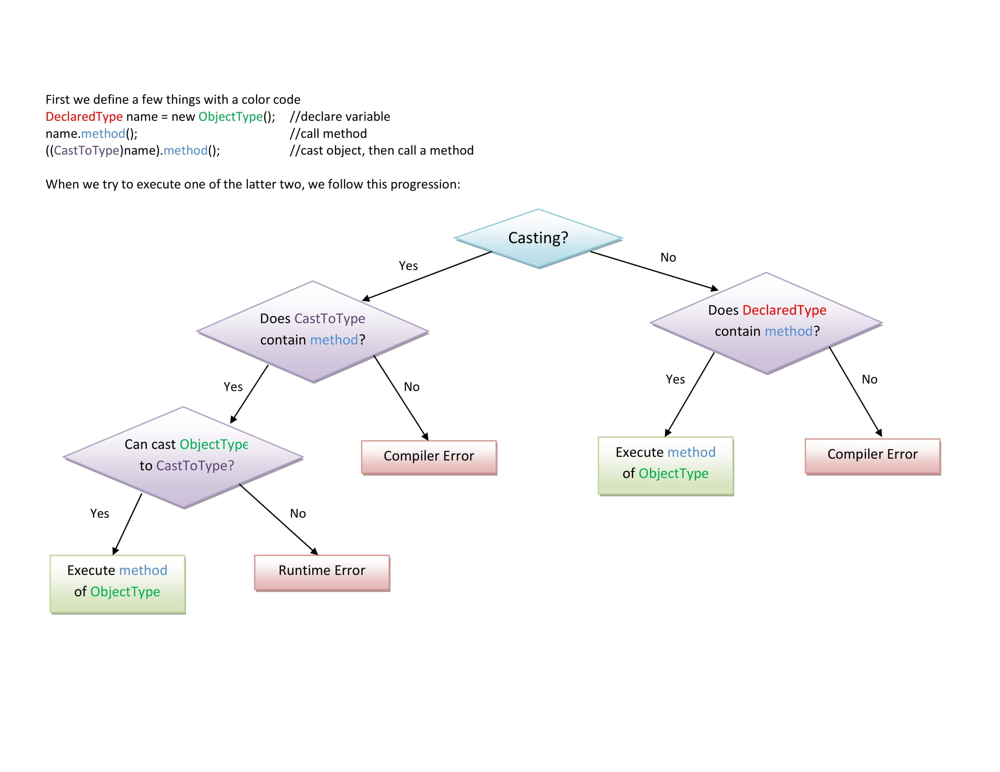 First we define a few things with a color code
DeclaredType name = new ObjectType(); //declare variable
name.method(); //call method
((CastToType)name).method(); //cast object, then call a method
When we try to execute one of the latter two, we follow this progression:
Casting?
Yes
No
Does CastToType
contain method?
Does DeclaredType
contain method?
Yes
No
Yes
No
Can cast ObjectType
to CastToType?
Compiler Error
Execute method
of ObjectType
Compiler Error
Yes
No
Execute method
of ObjectType
Runtime Error